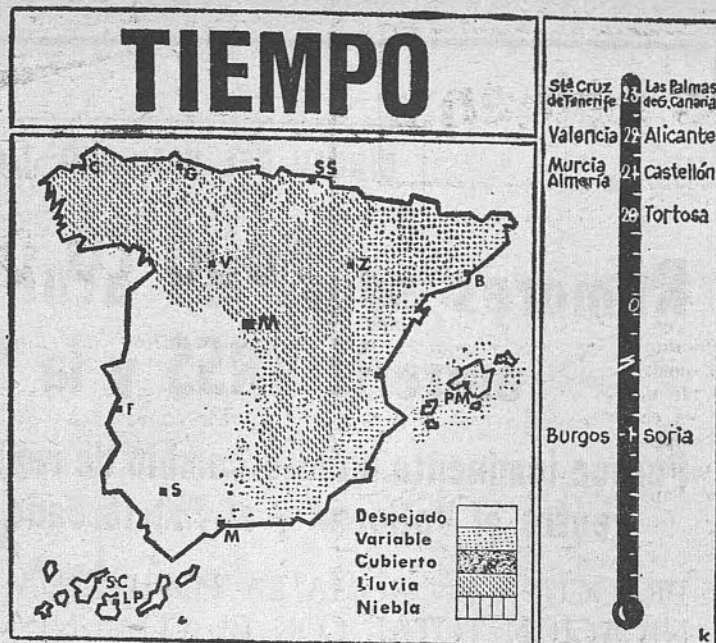 TIEMPO
C
G
SS
V
Z
B
M
PM
S
M
SC
LP
Despejado
Variable
Cubierto
Lluvia
Niebla
Sta Cruz de Tenerife 23 Las Palmas de G. Canaria
Valencia 22 Alicante
Murcia Almería 21 Castellón
20 Tortosa
0
Burgos -1 Soria
k